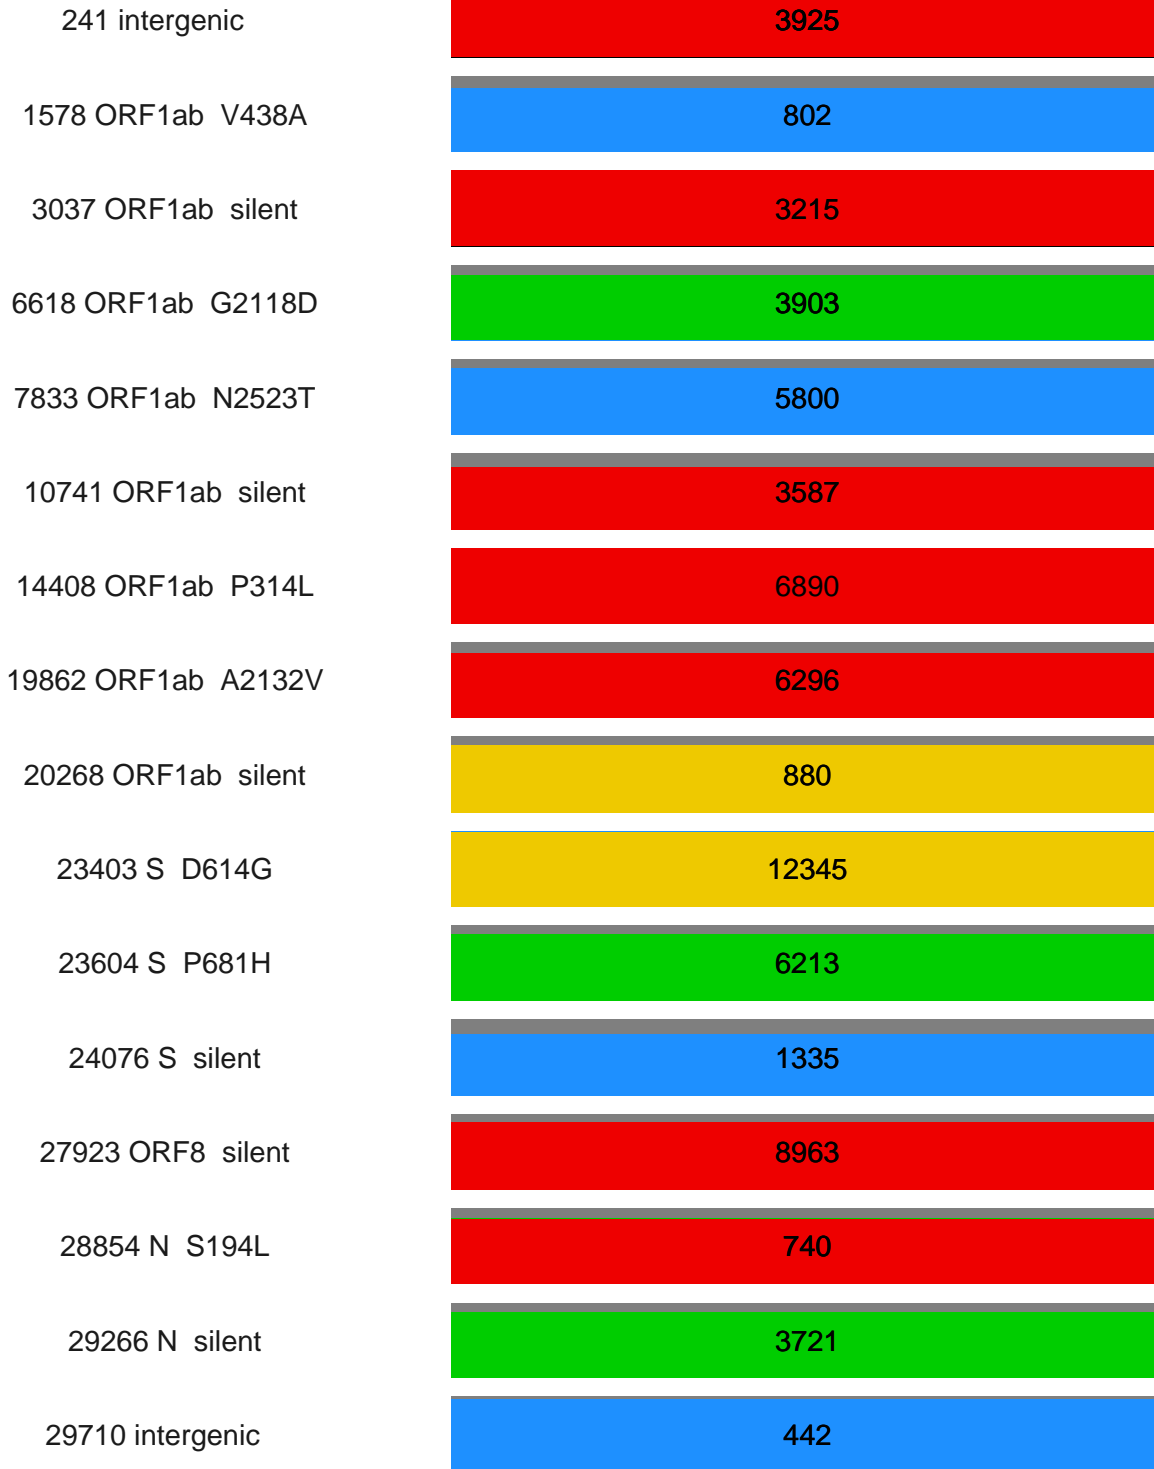 241 intergenic 3925
1578 ORF1ab V438A 802
3037 ORF1ab silent 3215
6618 ORF1ab G2118D 3903
7833 ORF1ab N2523T 5800
10741 ORF1ab silent 3587
14408 ORF1ab P314L 6890
19862 ORF1ab A2132V 6296
20268 ORF1ab silent 880
23403 S D614G 12345
23604 S P681H 6213
24076 S silent 1335
27923 ORF8 silent 8963
28854 N S194L 740
29266 N silent 3721
29710 intergenic 442